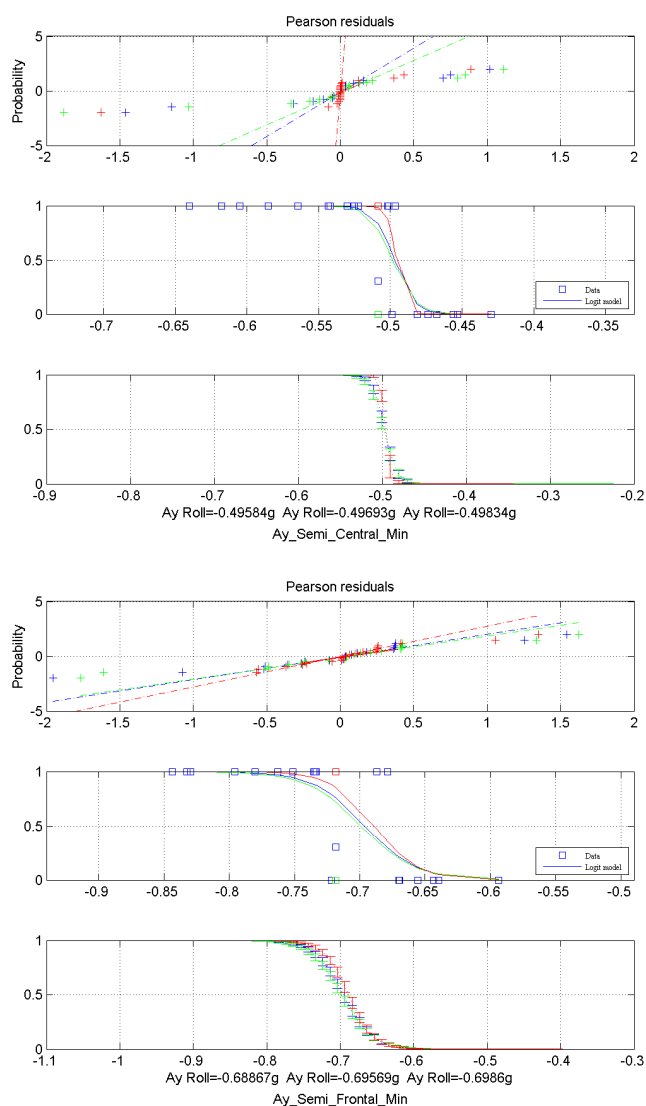 Pearson residuals
Probability
5
0
-5
-2 -1.5 -1 -0.5 0 0.5 1 1.5 2
1
0.5
0
Data
Logit model
-0.7 -0.65 -0.6 -0.55 -0.5 -0.45 -0.4 -0.35
1
0.5
0
-0.9 -0.8 -0.7 -0.6 -0.5 -0.4 -0.3 -0.2
Ay Roll=-0.49584g Ay Roll=-0.49693g Ay Roll=-0.49834g
Ay_Semi_Central_Min
Pearson residuals
Probability
5
0
-5
-2 -1.5 -1 -0.5 0 0.5 1 1.5 2
1
0.5
0
Data
Logit model
-0.9 -0.85 -0.8 -0.75 -0.7 -0.65 -0.6 -0.55 -0.5
1
0.5
0
-1.1 -1 -0.9 -0.8 -0.7 -0.6 -0.5 -0.4 -0.3
Ay Roll=-0.68867g Ay Roll=-0.69569g Ay Roll=-0.6986g
Ay_Semi_Frontal_Min